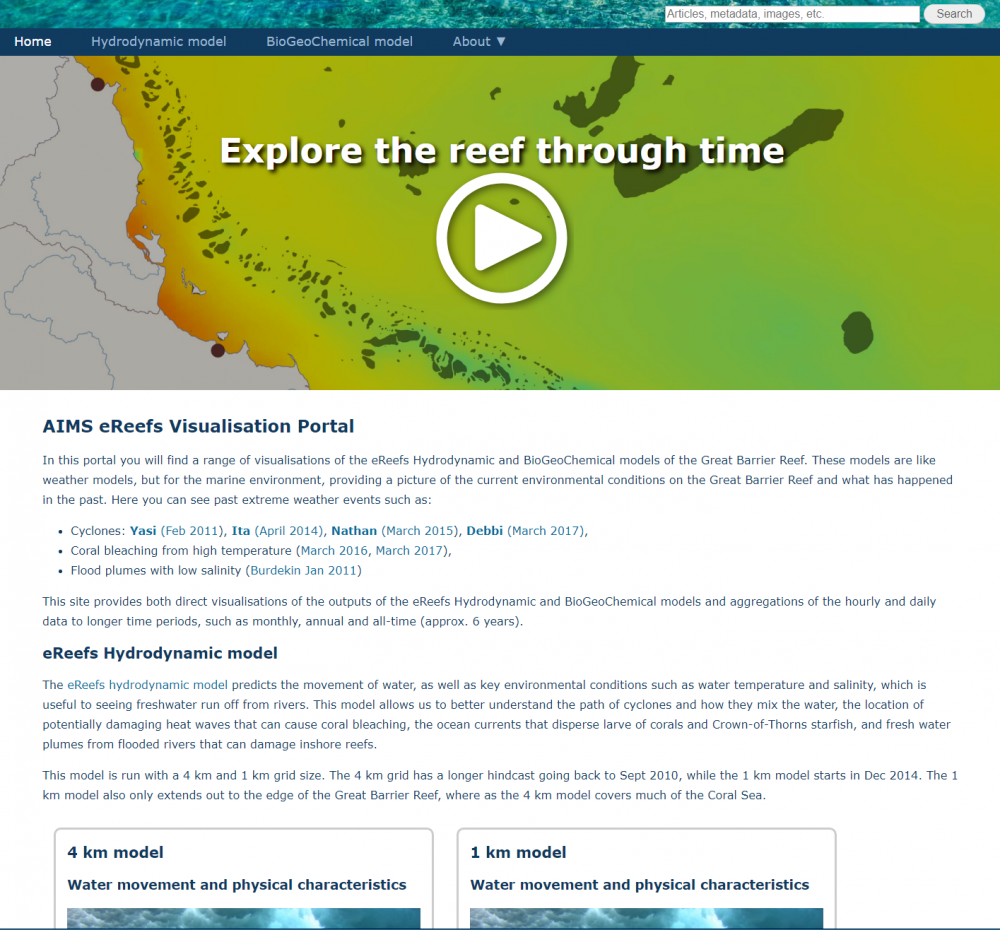 Articles, metadata, images, etc. Search
Home Hydrodynamic model BioGeoChemical model About ▼
Explore the reef through time
AIMS eReefs Visualisation Portal
In this portal you will find a range of visualisations of the eReefs Hydrodynamic and BioGeoChemical models of the Great Barrier Reef. These models are like
weather models, but for the marine environment, providing a picture of the current environmental conditions on the Great Barrier Reef and what has happened
in the past. Here you can see past extreme weather events such as:
• Cyclones: Yasi (Feb 2011), Ita (April 2014), Nathan (March 2015), Debbi (March 2017),
• Coral bleaching from high temperature (March 2016, March 2017),
• Flood plumes with low salinity (Burdekin Jan 2011)
This site provides both direct visualisations of the outputs of the eReefs Hydrodynamic and BioGeoChemical models and aggregations of the hourly and daily
data to longer time periods, such as monthly, annual and all-time (approx. 6 years).
eReefs Hydrodynamic model
The eReefs hydrodynamic model predicts the movement of water, as well as key environmental conditions such as water temperature and salinity, which is
useful to seeing freshwater run off from rivers. This model allows us to better understand the path of cyclones and how they mix the water, the location of
potentially damaging heat waves that can cause coral bleaching, the ocean currents that disperse larve of corals and Crown-of-Thorns starfish, and fresh water
plumes from flooded rivers that can damage inshore reefs.
This model is run with a 4 km and 1 km grid size. The 4 km grid has a longer hindcast going back to Sept 2010, while the 1 km model starts in Dec 2014. The 1
km model also only extends out to the edge of the Great Barrier Reef, where as the 4 km model covers much of the Coral Sea.
4 km model
Water movement and physical characteristics
1 km model
Water movement and physical characteristics